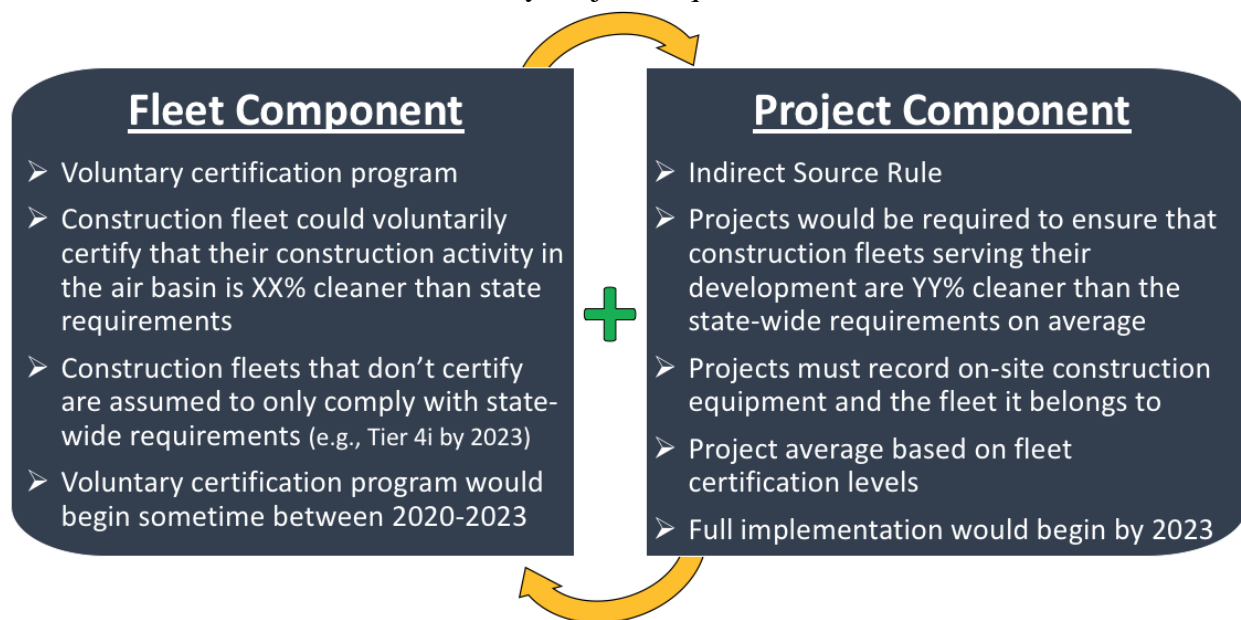 Fleet Component
➢ Voluntary certification program
➢ Construction fleet could voluntarily
certify that their construction activity in
the air basin is XX% cleaner than state
requirements
➢ Construction fleets that don’t certify
are assumed to only comply with state-
wide requirements (e.g., Tier 4i by 2023)
➢ Voluntary certification program would
begin sometime between 2020-2023
Project Component
➢ Indirect Source Rule
➢ Projects would be required to ensure that
construction fleets serving their
development are YY% cleaner than the
state-wide requirements on average
➢ Projects must record on-site construction
equipment and the fleet it belongs to
➢ Project average based on fleet
certification levels
➢ Full implementation would begin by 2023